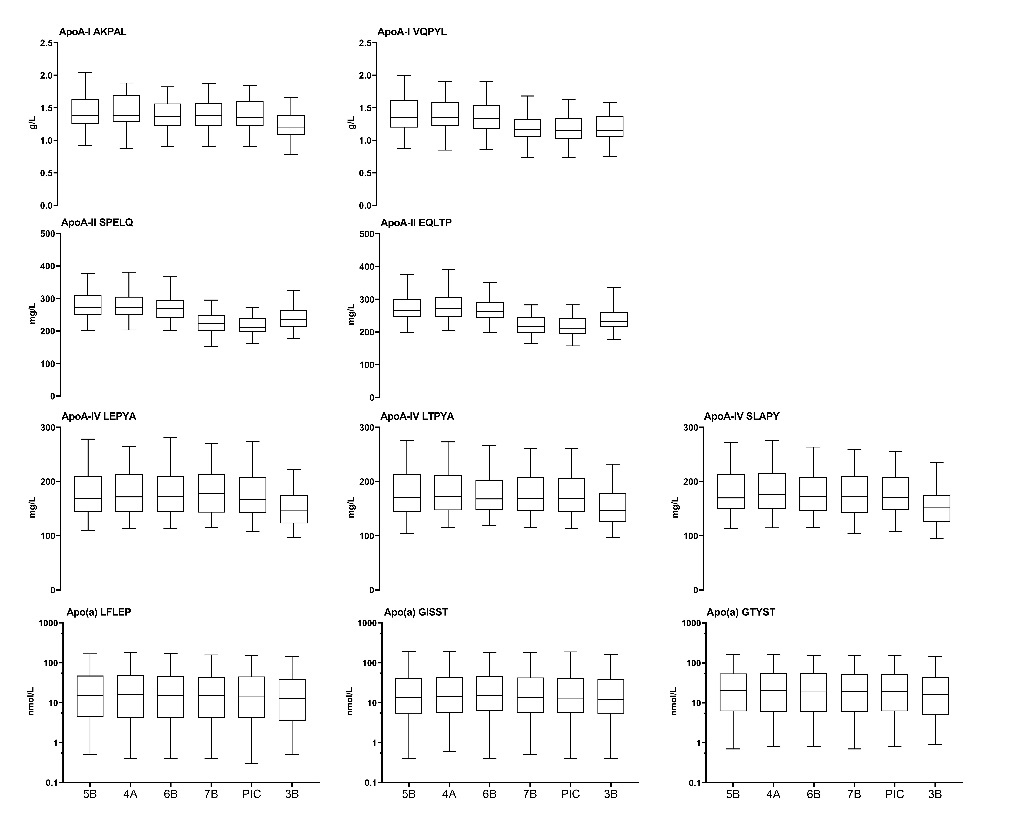 ApoA-I AKPAL
2.5
2.0
1.5
1.0
0.5
0.0
g/L
ApoA-I VQPYL
2.5
2.0
1.5
1.0
0.5
0.0
g/L
ApoA-II SPELQ
500
400
300
200
100
0
mg/L
ApoA-II EQLTP
500
400
300
200
100
0
mg/L
ApoA-IV LEPYA
300
200
100
0
mg/L
ApoA-IV LTPYA
300
200
100
0
mg/L
ApoA-IV SLAPY
300
200
100
0
mg/L
Apo(a) LFLEP
1000
100
10
1
0.1
nmol/L
5B 4A 6B 7B PIC 3B
Apo(a) GISST
1000
100
10
1
0.1
nmol/L
5B 4A 6B 7B PIC 3B
Apo(a) GTYST
1000
100
10
1
0.1
nmol/L
5B 4A 6B 7B PIC 3B